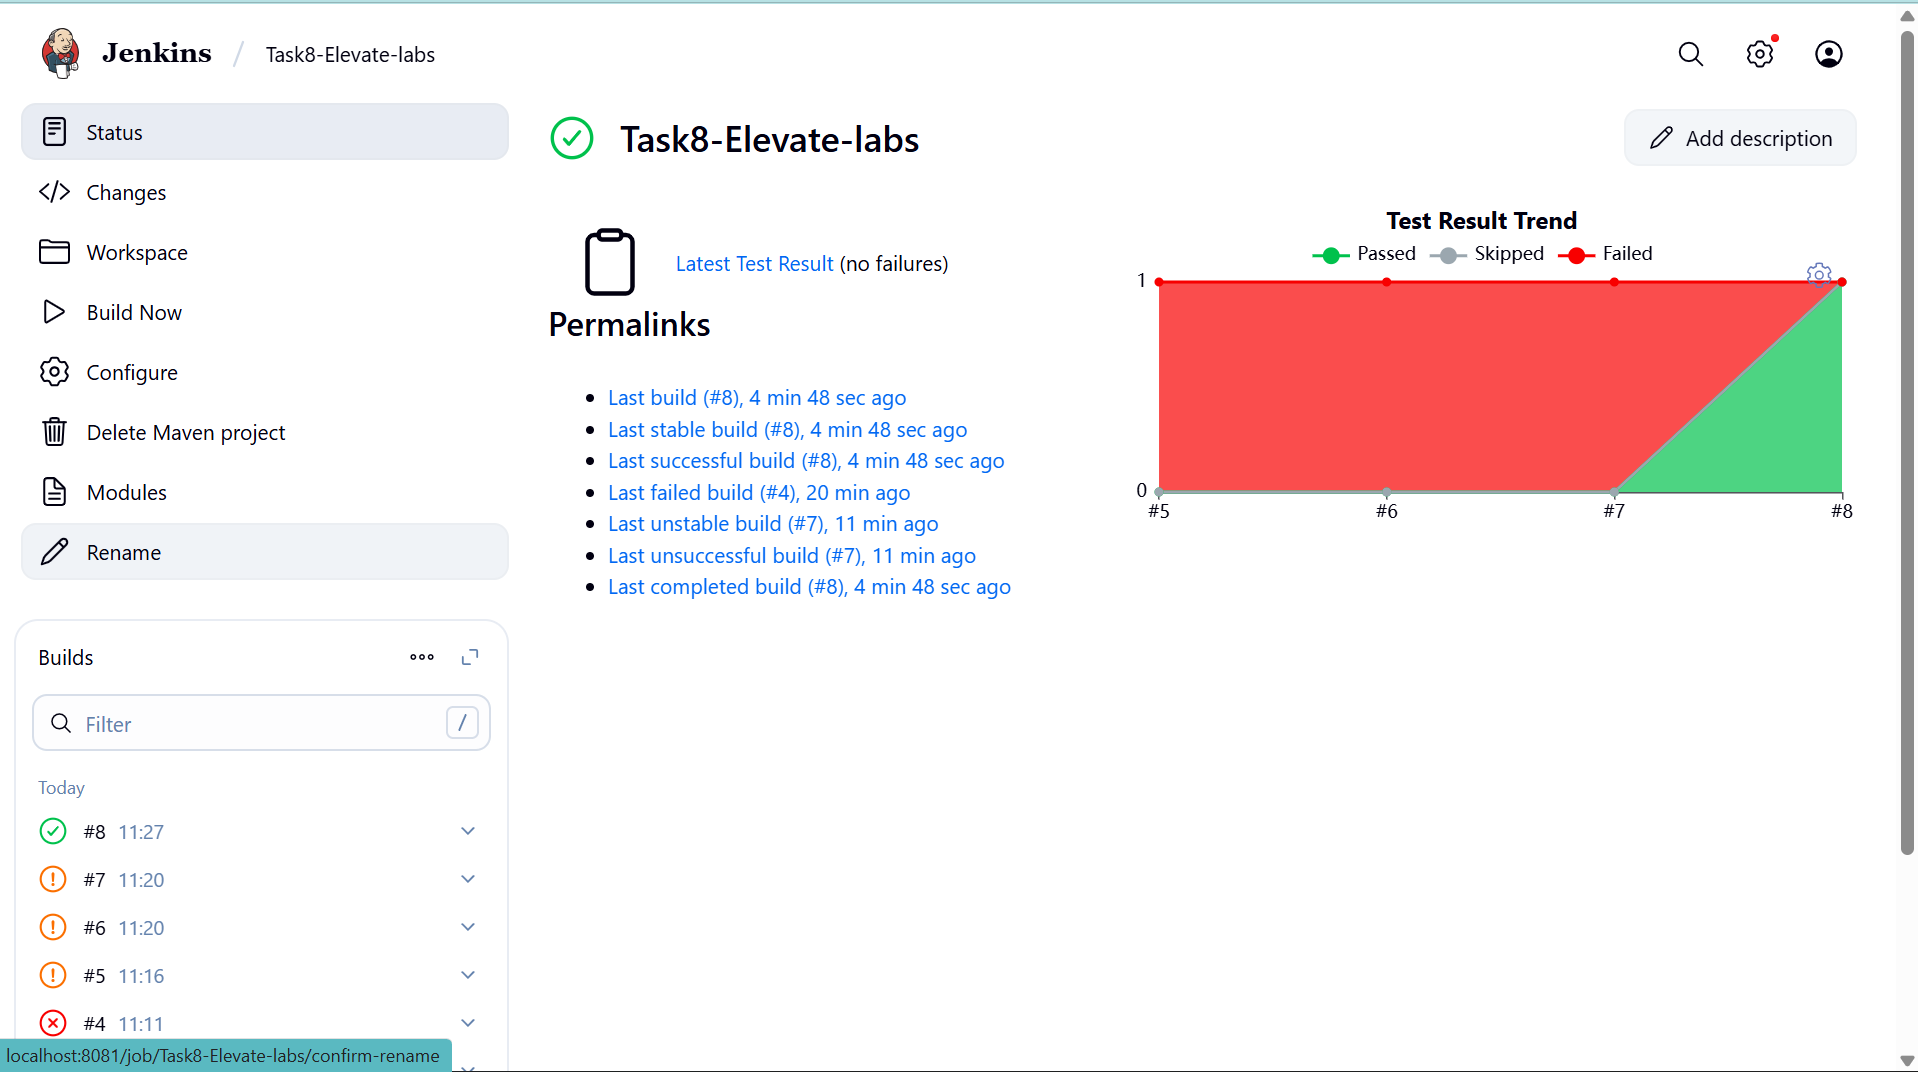 Jenkins / Task8-Elevate-labs
Status
Changes
Workspace
Build Now
Configure
Delete Maven project
Modules
Rename
Builds
Filter /
Today
#8 11:27
#7 11:20
#6 11:20
#5 11:16
#4 11:11
localhost:8081/job/Task8-Elevate-labs/confirm-rename
Task8-Elevate-labs
Add description
Latest Test Result (no failures)
Permalinks
Last build (#8), 4 min 48 sec ago
Last stable build (#8), 4 min 48 sec ago
Last successful build (#8), 4 min 48 sec ago
Last failed build (#4), 20 min ago
Last unstable build (#7), 11 min ago
Last unsuccessful build (#7), 11 min ago
Last completed build (#8), 4 min 48 sec ago
Test Result Trend
Passed Skipped Failed
1
0
#5 #6 #7 #8